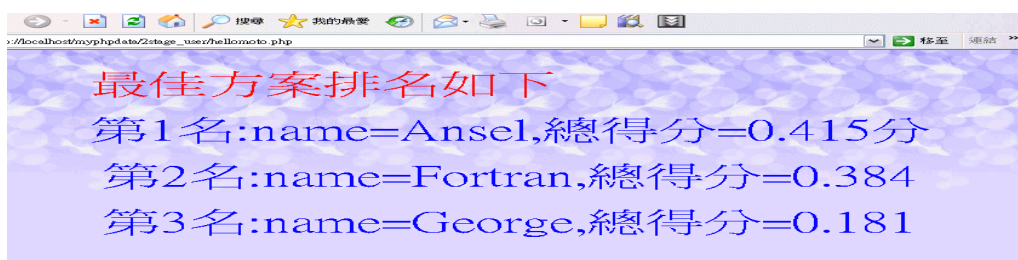 搜尋 我的最愛
://localhost/myphpdata/2stage_user/hellomoto.php 移至 連結 »
最佳方案排名如下
第1名:name=Ansel,總得分=0.415分
第2名:name=Fortran,總得分=0.384
第3名:name=George,總得分=0.181